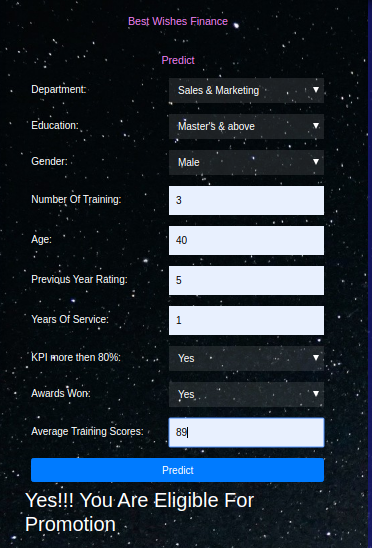 Best Wishes Finance
Predict
Department: Sales & Marketing
Education: Master's & above
Gender: Male
Number Of Training: 3
Age: 40
Previous Year Rating: 5
Years Of Service: 1
KPI more then 80%: Yes
Awards Won: Yes
Average Trairing Scores: 89
Predict
Yes!!! You Are Eligible For
Promotion